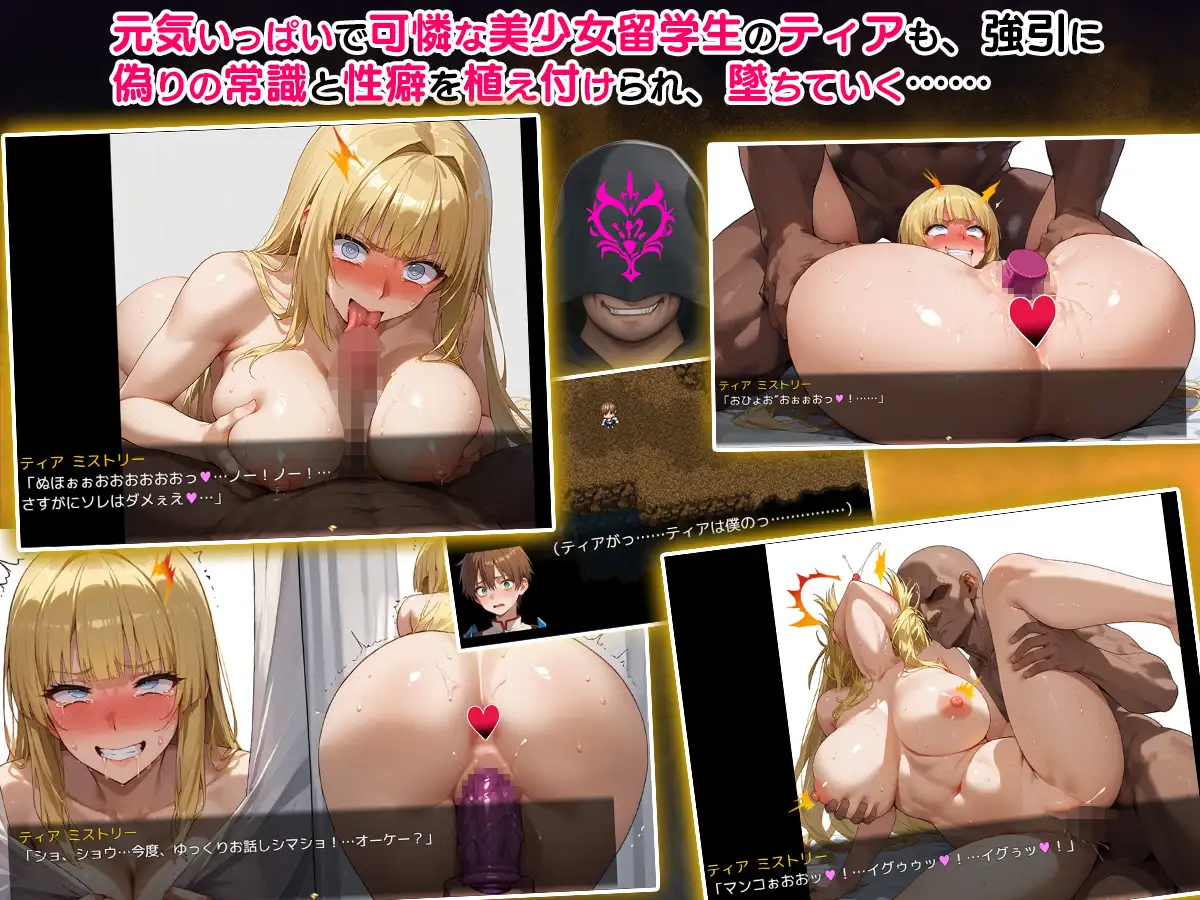 元気いっぱいで可憐な美少女留学生のティアも、強引に
偽りの常識と性癖を植え付けられ、墜ちていく……
ティア ミストリー
「ぬほぉぉおおおおおおっ♥…ノー！ノー！…
さすがにソレはダメぇえ♥…」
ティア ミストリー
「おひょお”おぉぉおっ♥！……」
（ティアがっ……ティアは僕のっ……………）
ティア ミストリー
「ショ、ショウ…今度、ゆっくりお話しシマショ！…オーケー？」
ティア ミストリー
「マンコぉおおッ♥！…イグゥゥッ♥！…イグぅッ♥！」